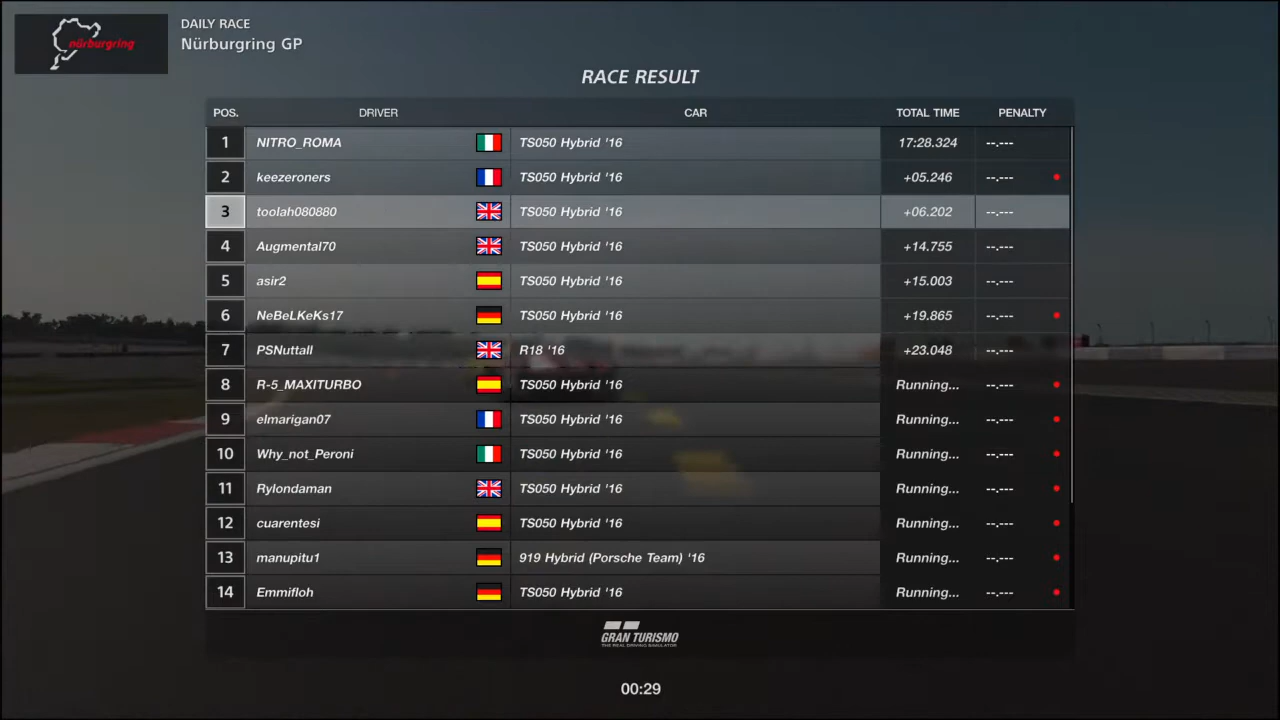 nürburgring
DAILY RACE
Nürburgring GP
RACE RESULT
POS. DRIVER CAR TOTAL TIME PENALTY
1 NITRO_ROMA TS050 Hybrid '16 17:28.324 --.---
2 keezeroners TS050 Hybrid '16 +05.246 --.---
3 toolah080880 TS050 Hybrid '16 +06.202 --.---
4 Augmental70 TS050 Hybrid '16 +14.755 --.---
5 asir2 TS050 Hybrid '16 +15.003 --.---
6 NeBeLKeKs17 TS050 Hybrid '16 +19.865 --.---
7 PSNuttall R18 '16 +23.048 --.---
8 R-5_MAXITURBO TS050 Hybrid '16 Running... --.---
9 elmarigan07 TS050 Hybrid '16 Running... --.---
10 Why_not_Peroni TS050 Hybrid '16 Running... --.---
11 Rylondaman TS050 Hybrid '16 Running... --.---
12 cuarentesi TS050 Hybrid '16 Running... --.---
13 manupitu1 919 Hybrid (Porsche Team) '16 Running... --.---
14 Emmifloh TS050 Hybrid '16 Running... --.---
GRAN TURISMO
THE REAL DRIVING SIMULATOR
00:29